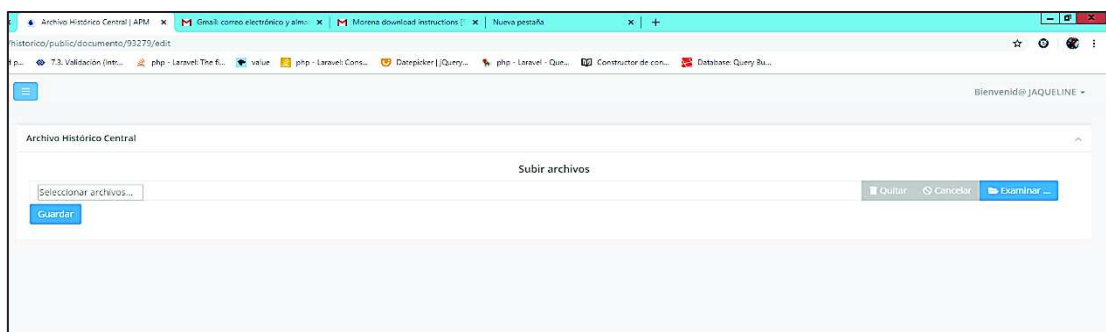 Archivo Histórico Central | APM
Gmail: correo electrónico y alma
Morena download instructions [
Nueva pestaña
/historico/public/documento/93279/edit
7.3. Validación (Intr...
php - Laravel: The fi...
value
php - Laravel: Cons...
Datepicker | jQuery...
php - Laravel - Que...
Constructor de con...
Database: Query Bu...
Bienvenid@ JAQUELINE
Archivo Histórico Central
Subir archivos
Seleccionar archivos...
Quitar
Cancelar
Examinar ...
Guardar